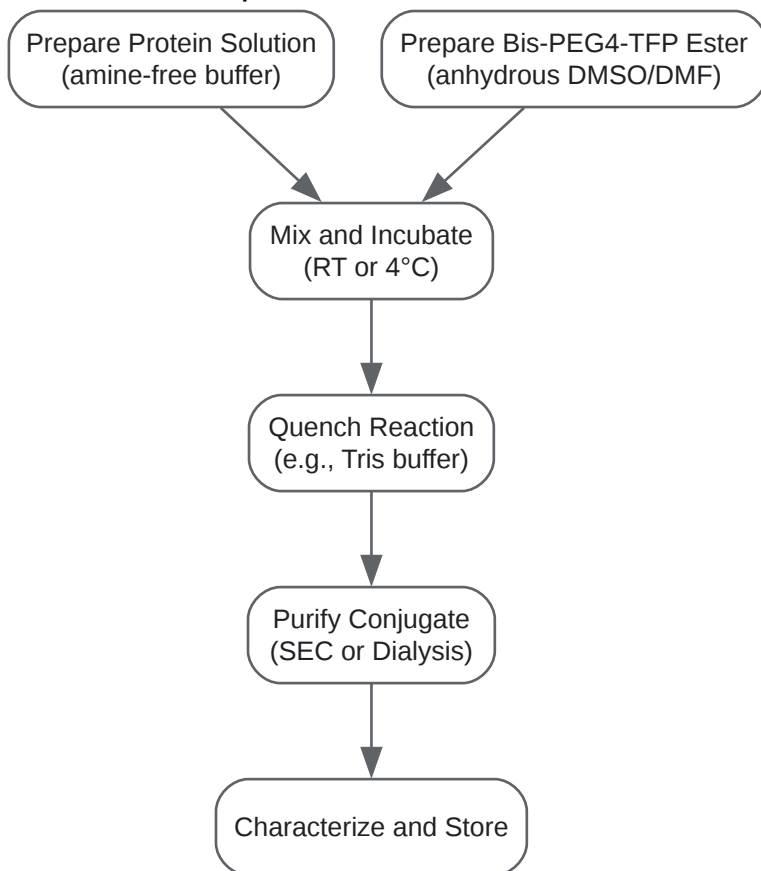 Prepare Protein Solution
(amine-free buffer)
Prepare Bis-PEG4-TFP Ester
(anhydrous DMSO/DMF)
Mix and Incubate
(RT or 4°C)
Quench Reaction
(e.g., Tris buffer)
Purify Conjugate
(SEC or Dialysis)
Characterize and Store